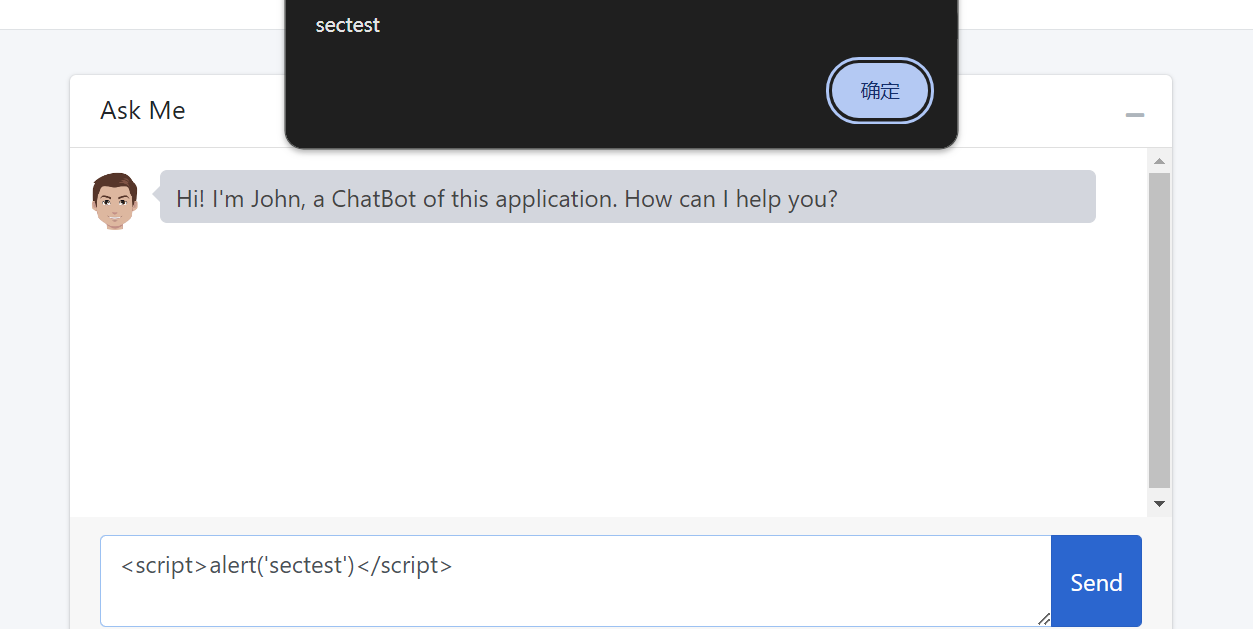 sectest
确定
Ask Me
Hi! I'm John, a ChatBot of this application. How can I help you?
<script>alert('sectest')</script>
Send